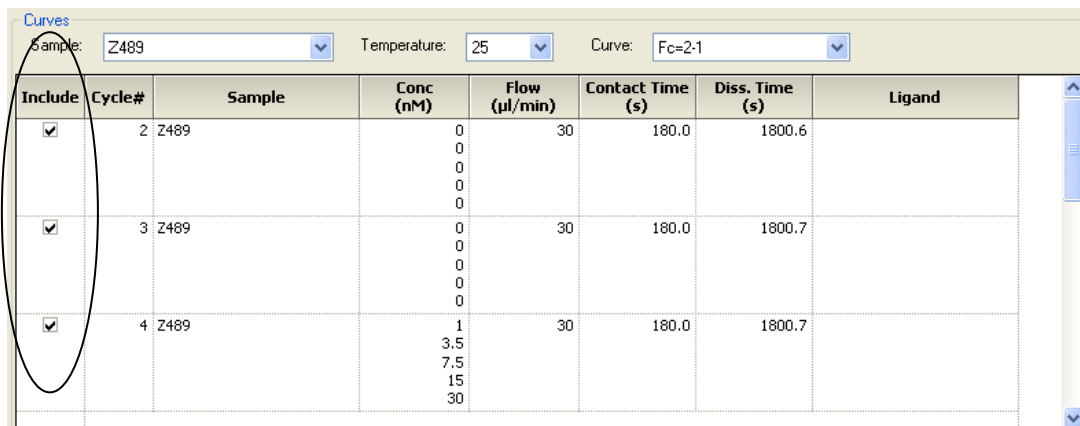 Curves
Sample: Z489 Temperature: 25 Curve: Fc=2-1
Include Cycle# Sample Conc (nM) Flow (µl/min) Contact Time (s) Diss. Time (s) Ligand
2 Z489 0 30 180.0 1800.6
0
0
0
0
3 Z489 0 30 180.0 1800.7
0
0
0
0
4 Z489 1 30 180.0 1800.7
3.5
7.5
15
30